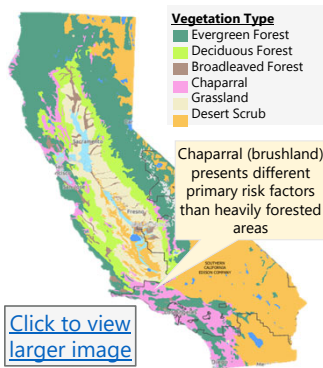 Vegetation Type
Evergreen Forest
Deciduous Forest
Broadleaved Forest
Chaparral
Grassland
Desert Scrub
Sacramento
Chaparral (brushland)
presents different
primary risk factors
than heavily forested
areas
Fresno
SOUTHERN
CALIFORNIA
EDISON COMPANY
Click to view
larger image